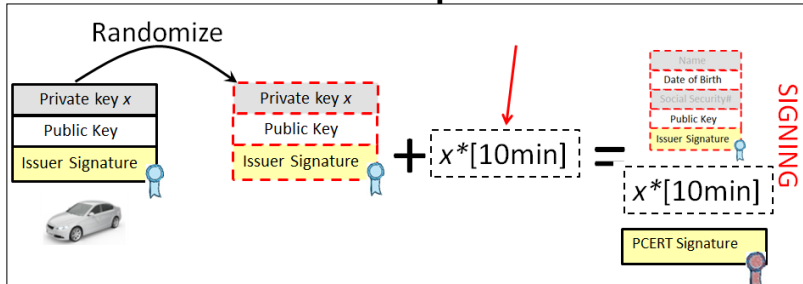 Randomize
Private key x
Public Key
Issuer Signature
Private key x
Public Key
Issuer Signature
+
x*[10min]
=
Name
Date of Birth
Social Security#
Public Key
Issuer Signature
x*[10min]
PCERT Signature
SIGNING